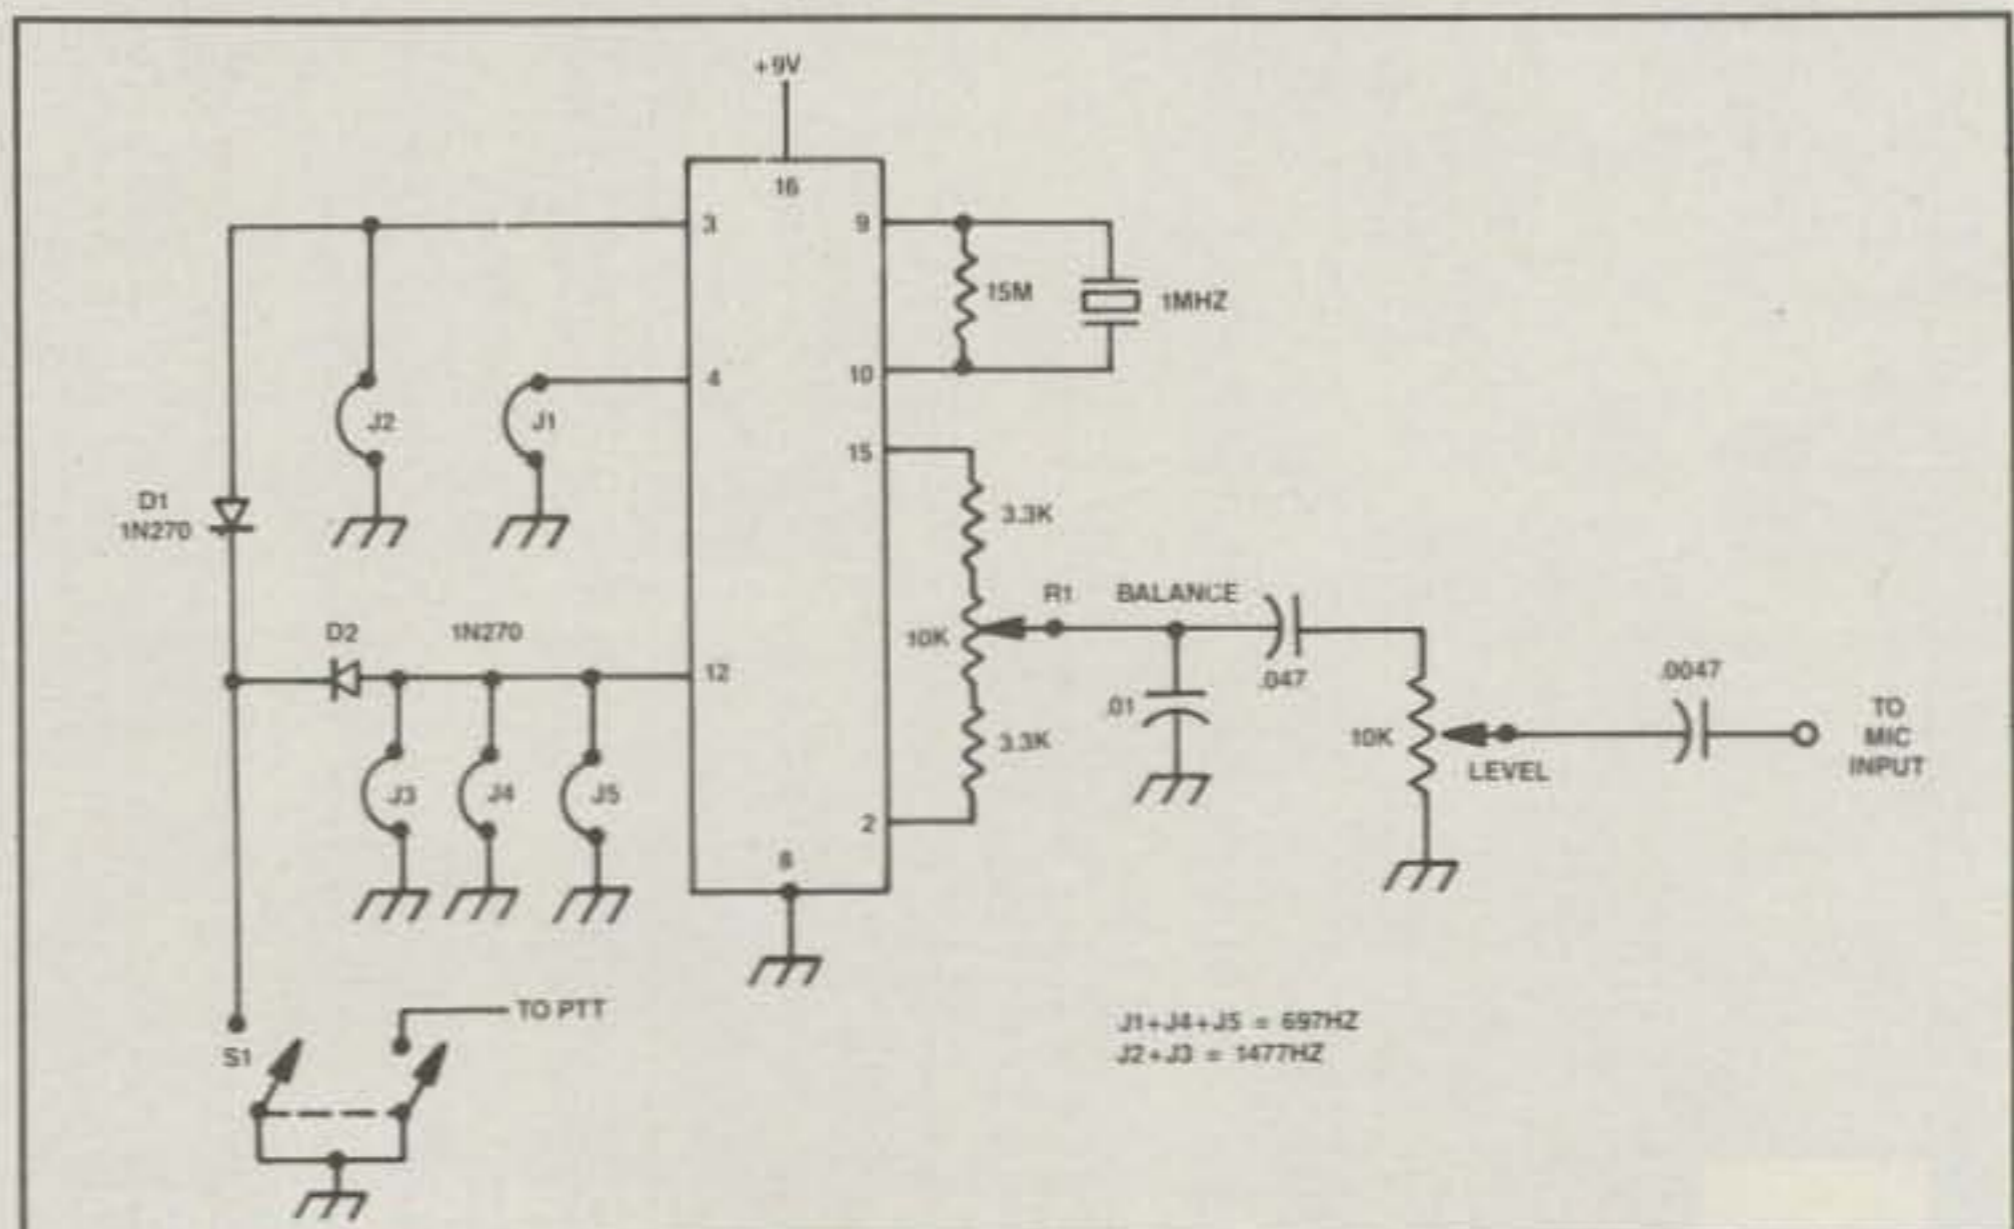 +9V
16
3
9
15M
1MHZ
4
10
J2
J1
15
D1
1N270
3.3K
R1
BALANCE
D2
1N270
10K
12
.047
.01
.0047
TO
MIC
INPUT
3.3K
10K
LEVEL
J3
J4
J5
2
TO PTT
S1
J1+J4+J5 = 697HZ
J2+J3 = 1477HZ